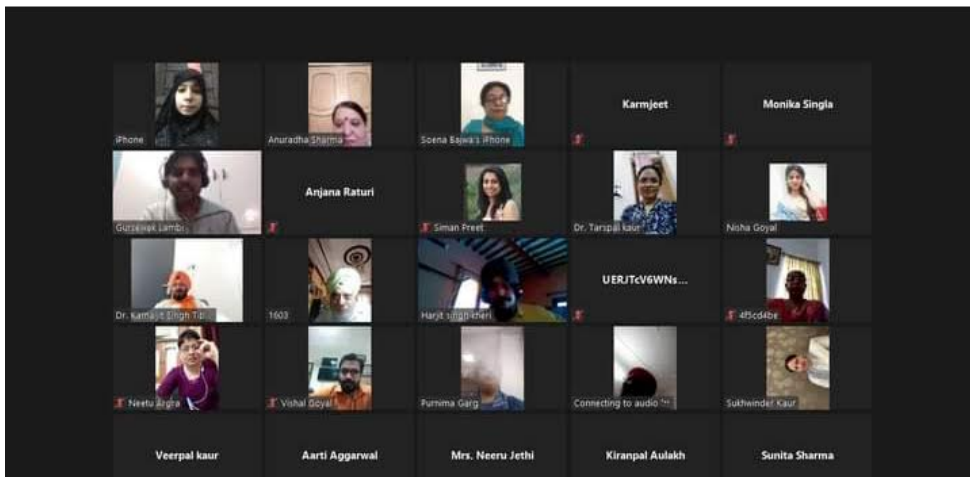 iPhone
Anuradha Sharma
Soena Bajwa's iPhone
Karmjeet
Monika Singla
Gursewak Lambi
Anjana Raturi
Siman Preet
Dr. Tarspal kaur
Nisha Goyal
Dr. Kamaljit Singh
1603
Harjit singh kheri
UERJTcV6WNs...
4f5cd4be
Neetu Arora
Vishal Goyal
Purnima Garg
Connecting to audio
Sukhwinder Kaur
Veerpal kaur
Aarti Aggarwal
Mrs. Neeru Jethi
Kiranpal Aulakh
Sunita Sharma